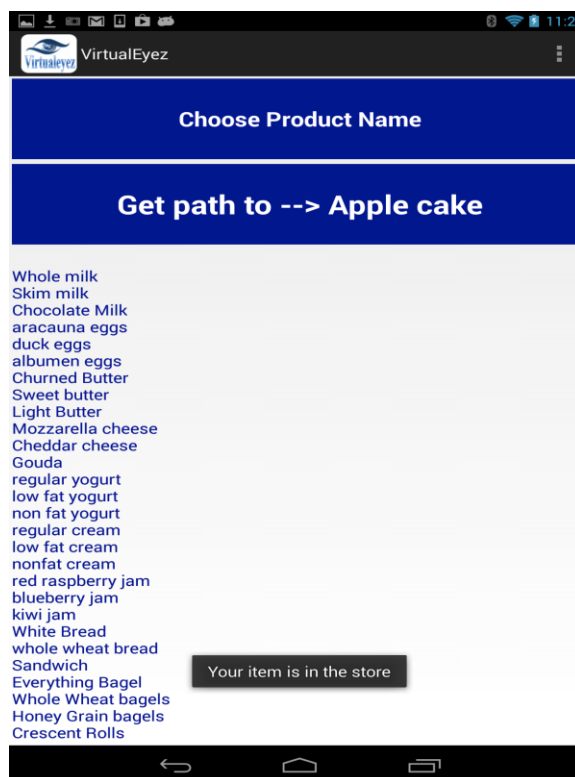 11:2
Virtualeyez
VirtualEyez
Choose Product Name
Get path to --> Apple cake
Whole milk
Skim milk
Chocolate Milk
aracauna eggs
duck eggs
albumen eggs
Churned Butter
Sweet butter
Light Butter
Mozzarella cheese
Cheddar cheese
Gouda
regular yogurt
low fat yogurt
non fat yogurt
regular cream
low fat cream
nonfat cream
red raspberry jam
blueberry jam
kiwi jam
White Bread
whole wheat bread
Sandwich
Your item is in the store
Everything Bagel
Whole Wheat bagels
Honey Grain bagels
Crescent Rolls